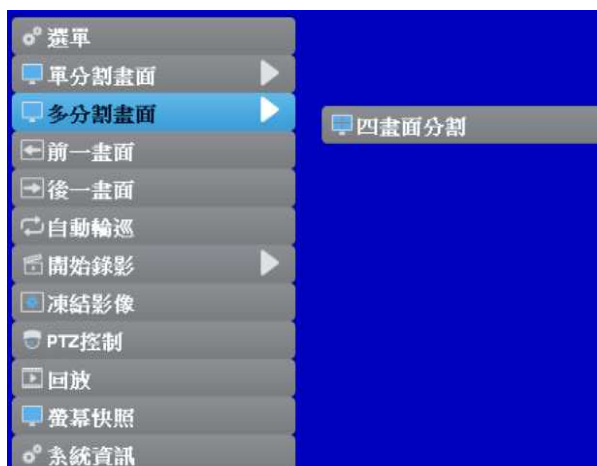 選單
單分割畫面
多分割畫面
四畫面分割
前一畫面
後一畫面
自動輪巡
開始錄影
凍結影像
PTZ控制
回放
螢幕快照
系統資訊